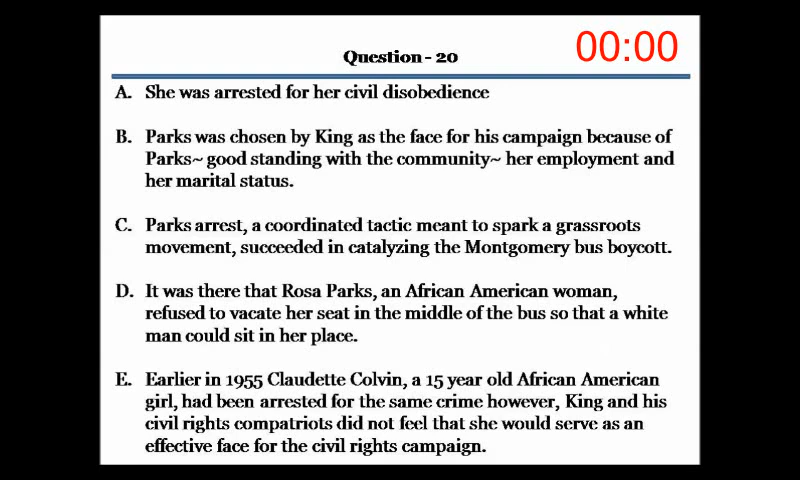 00:00
Question - 20
A. She was arrested for her civil disobedience
B. Parks was chosen by King as the face for his campaign because of
Parks~ good standing with the community~ her employment and
her marital status.
C. Parks arrest, a coordinated tactic meant to spark a grassroots
movement, succeeded in catalyzing the Montgomery bus boycott.
D. It was there that Rosa Parks, an African American woman,
refused to vacate her seat in the middle of the bus so that a white
man could sit in her place.
E. Earlier in 1955 Claudette Colvin, a 15 year old African American
girl, had been arrested for the same crime however, King and his
civil rights compatriots did not feel that she would serve as an
effective face for the civil rights campaign.